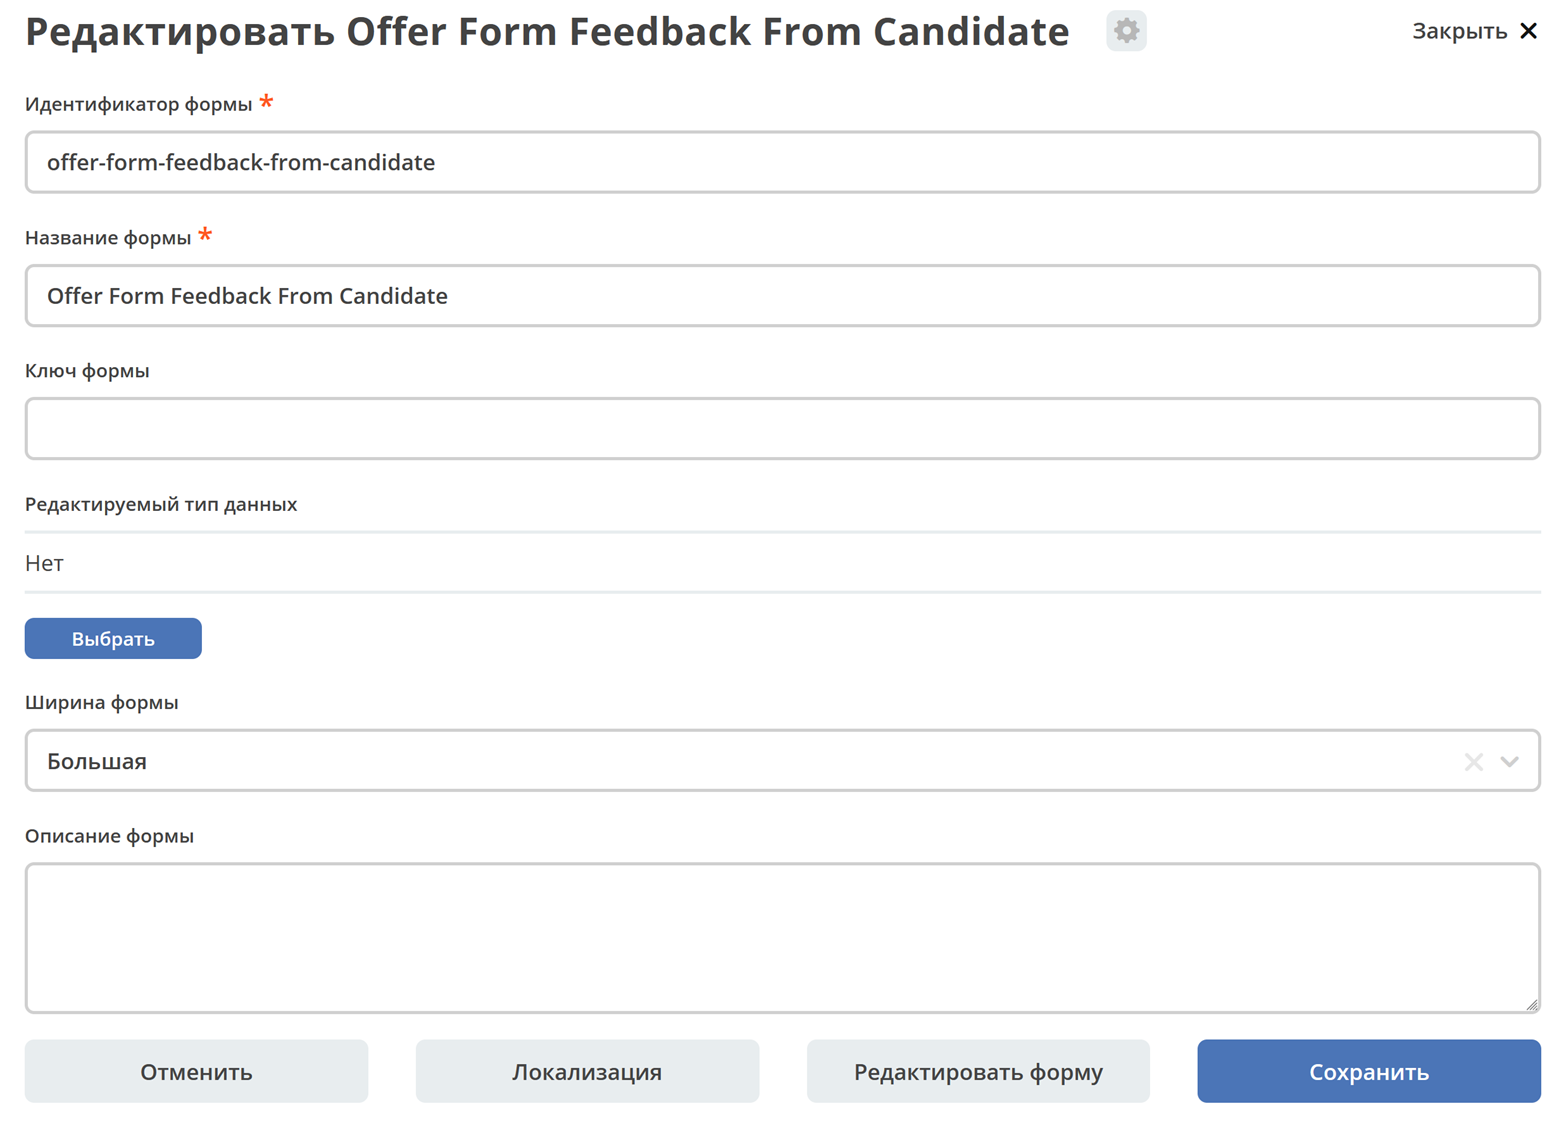 Редактировать Offer Form Feedback From Candidate
Закрыть
Идентификатор формы *
offer-form-feedback-from-candidate
Название формы *
Offer Form Feedback From Candidate
Ключ формы
Редактируемый тип данных
Нет
Выбрать
Ширина формы
Большая
Описание формы
Отменить
Локализация
Редактировать форму
Сохранить